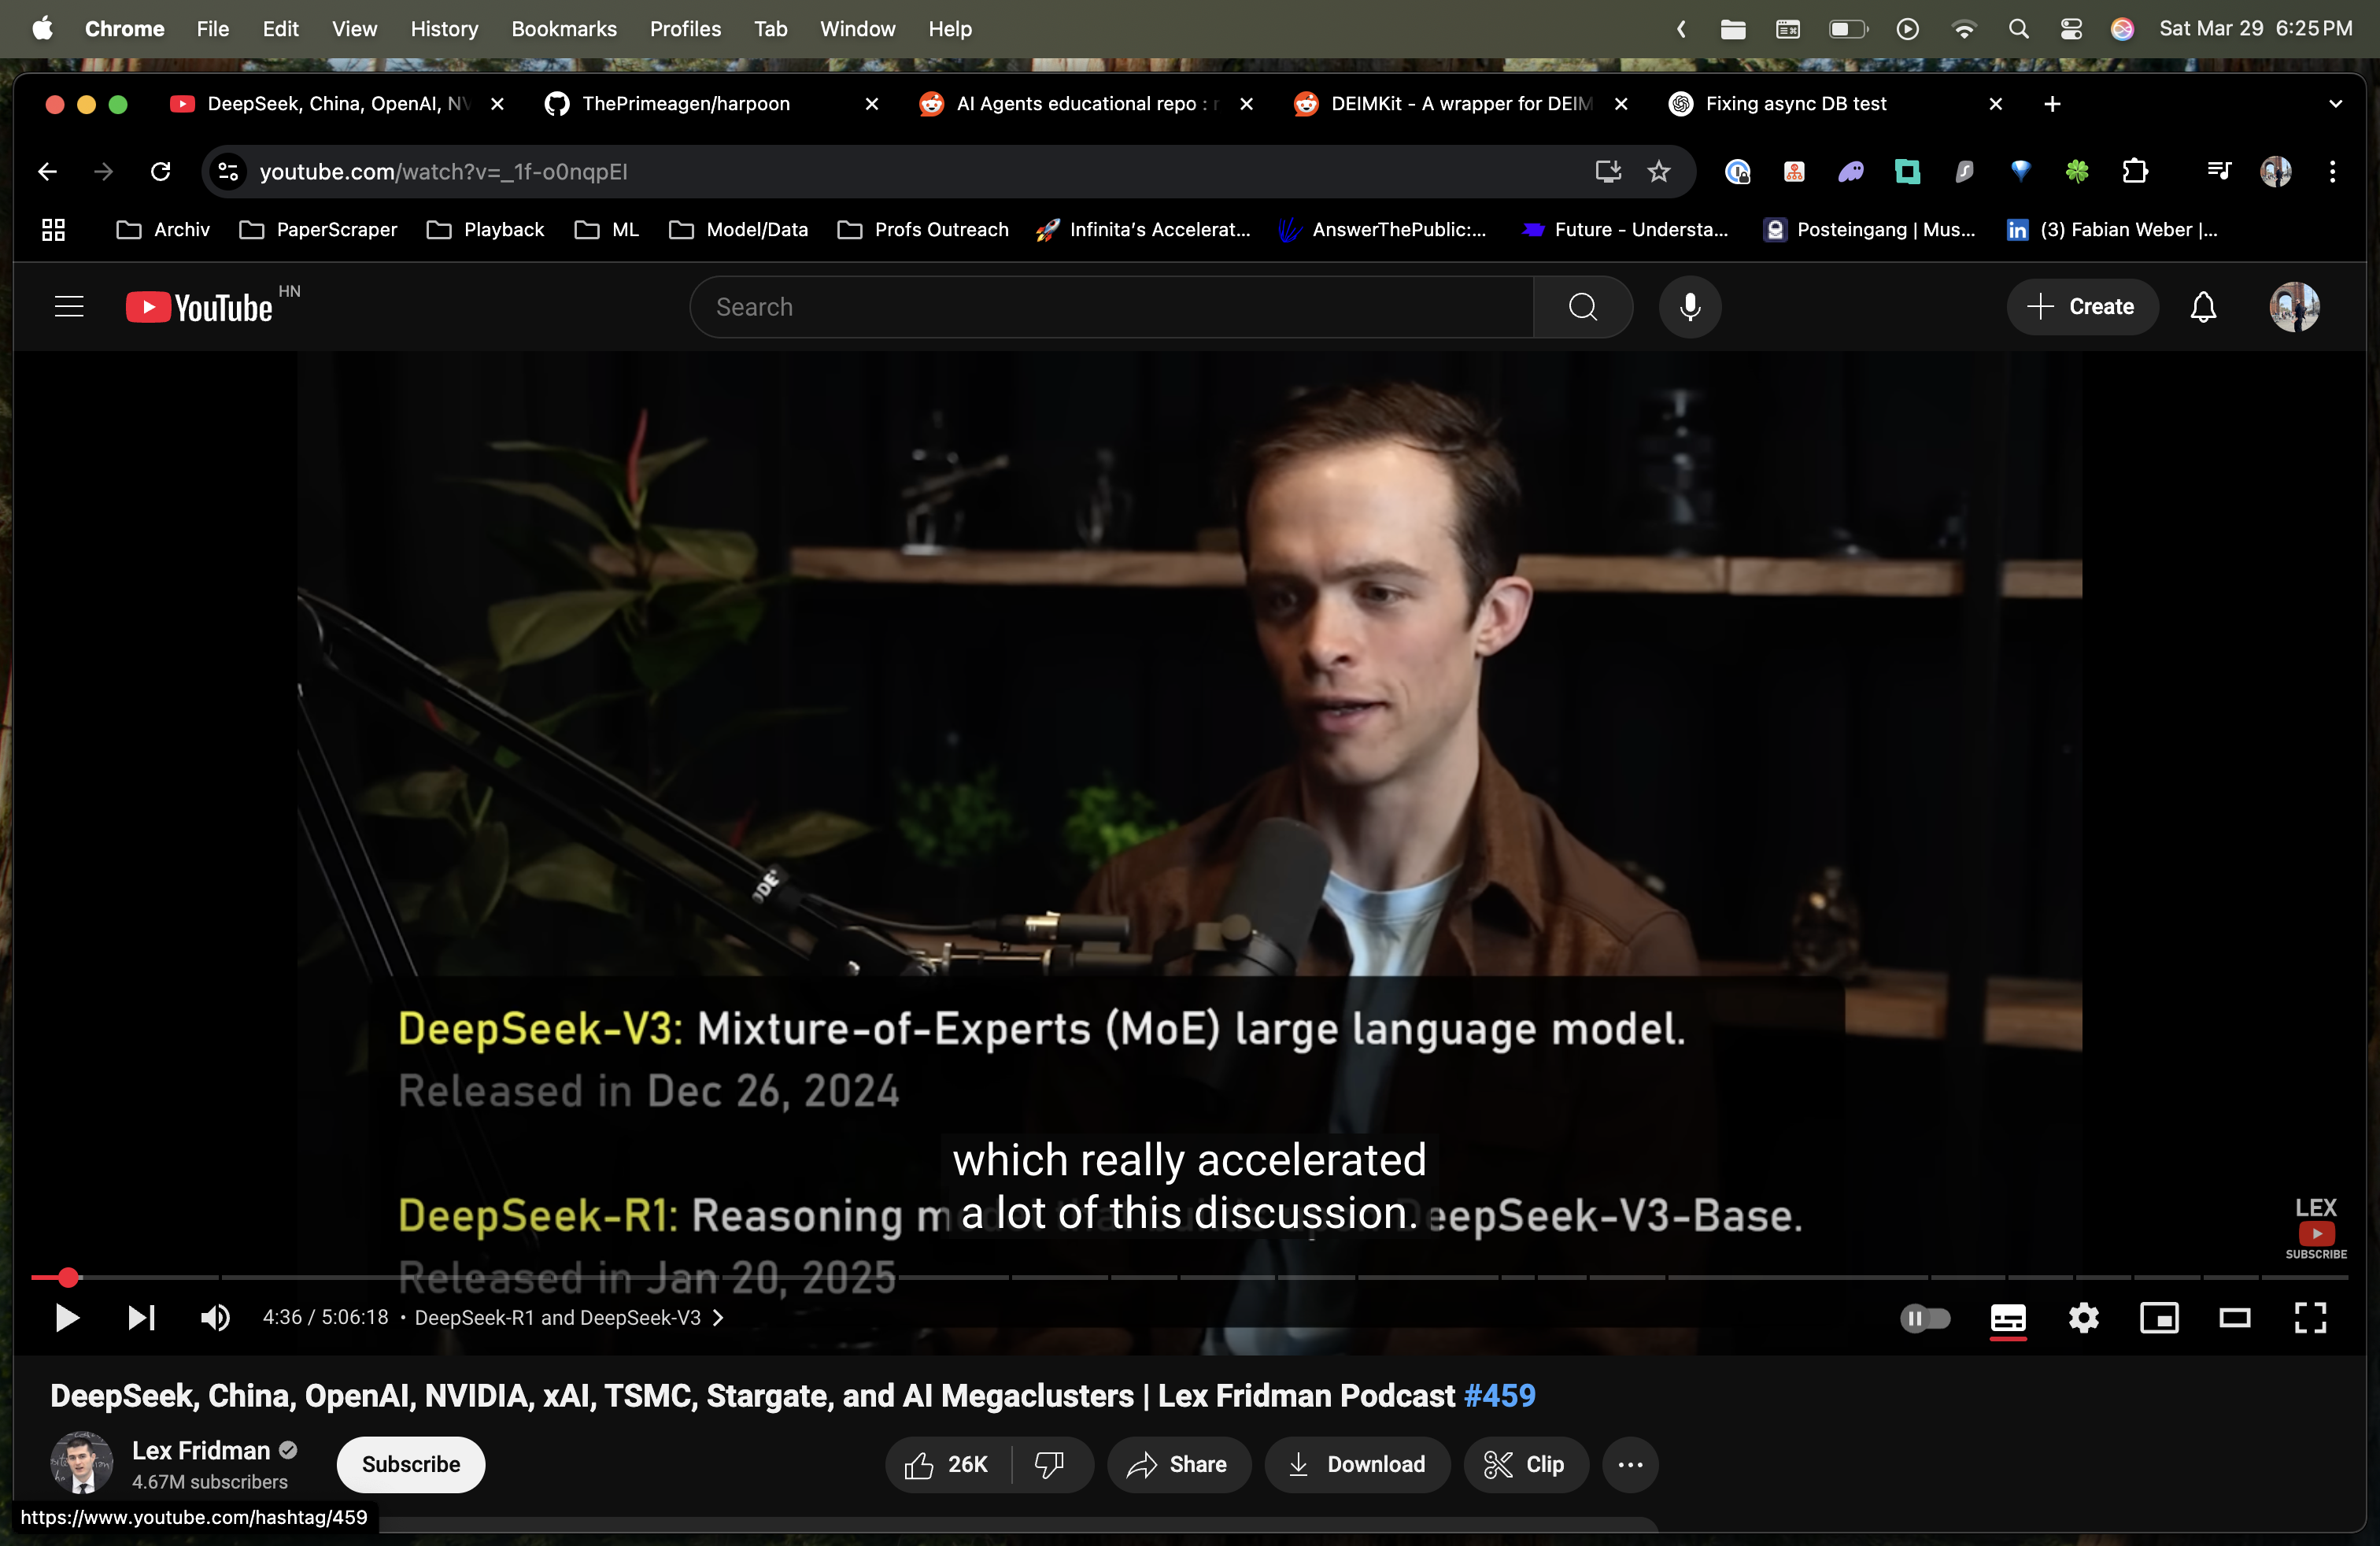 Chrome File Edit View History Bookmarks Profiles Tab Window Help Sat Mar 29 6:25 PM
DeepSeek, China, OpenAI, NV ThePrimeagen/harpoon AI Agents educational repo : r DEIMKit - A wrapper for DEIM Fixing async DB test
youtube.com/watch?v=_1f-o0nqpEI
Archiv PaperScraper Playback ML Model/Data Profs Outreach Infinita's Accelerat... AnswerThePublic:... Future - Understa... Posteingang | Mus... (3) Fabian Weber |...
YouTube HN Search Create
DeepSeek-V3: Mixture-of-Experts (MoE) large language model.
Released in Dec 26, 2024
which really accelerated
a lot of this discussion.
DeepSeek-R1: Reasoning eepSeek-V3-Base.
Released in Jan 20, 2025
LEX
SUBSCRIBE
4:36 / 5:06:18 • DeepSeek-R1 and DeepSeek-V3
DeepSeek, China, OpenAI, NVIDIA, xAI, TSMC, Stargate, and AI Megaclusters | Lex Fridman Podcast #459
Lex Fridman
4.67M subscribers
Subscribe
26K Share Download Clip
https://www.youtube.com/hashtag/459